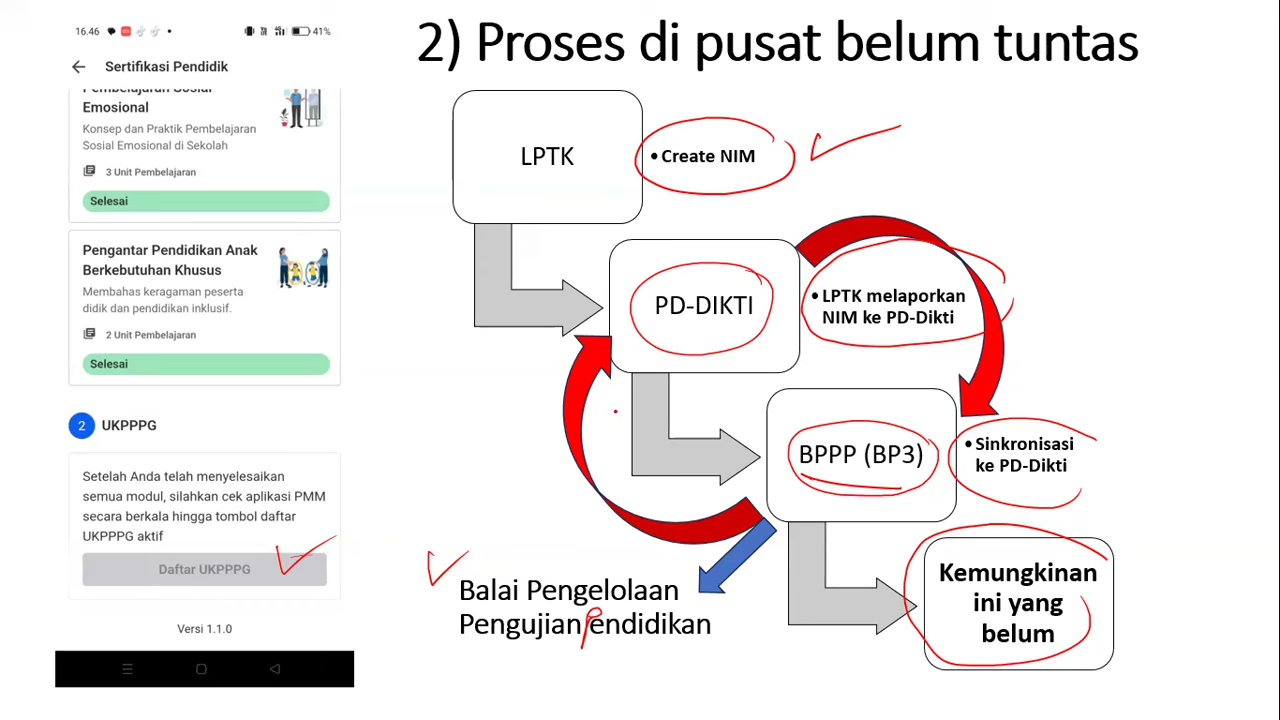 16.46
41%
Sertifikasi Pendidik
Pembelajaran Sosial
Emosional
Konsep dan Praktik Pembelajaran
Sosial Emosional di Sekolah
3 Unit Pembelajaran
Selesai
Pengantar Pendidikan Anak
Berkebutuhan Khusus
Membahas keragaman peserta
didik dan pendidikan inklusif.
2 Unit Pembelajaran
Selesai
2 UKPPPG
Setelah Anda telah menyelesaikan
semua modul, silahkan cek aplikasi PMM
secara berkala hingga tombol daftar
UKPPPG aktif
Daftar UKPPPG
Versi 1.1.0
2) Proses di pusat belum tuntas
LPTK
• Create NIM
PD-DIKTI
• LPTK melaporkan
NIM ke PD-Dikti
BPPP (BP3)
• Sinkronisasi
ke PD-Dikti
Kemungkinan
ini yang
belum
Balai Pengelolaan
Pengujian pendidikan